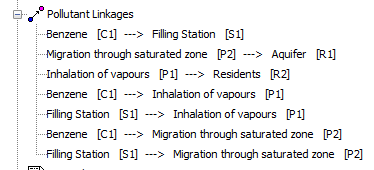 Pollutant Linkages
Benzene [C1] ---> Filling Station [S1]
Migration through saturated zone [P2] ---> Aquifer [R1]
Inhalation of vapours [P1] ---> Residents [R2]
Benzene [C1] ---> Inhalation of vapours [P1]
Filling Station [S1] ---> Inhalation of vapours [P1]
Benzene [C1] ---> Migration through saturated zone [P2]
Filling Station [S1] ---> Migration through saturated zone [P2]